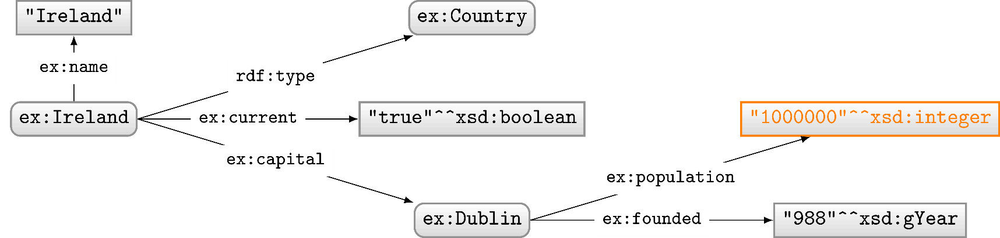 "Ireland"
ex:Country
ex:name
rdf:type
ex:Ireland
ex:current
"true"^^xsd:boolean
"1000000"^^xsd:integer
ex:capital
ex:population
ex:Dublin
ex:founded
"988"^^xsd:gYear